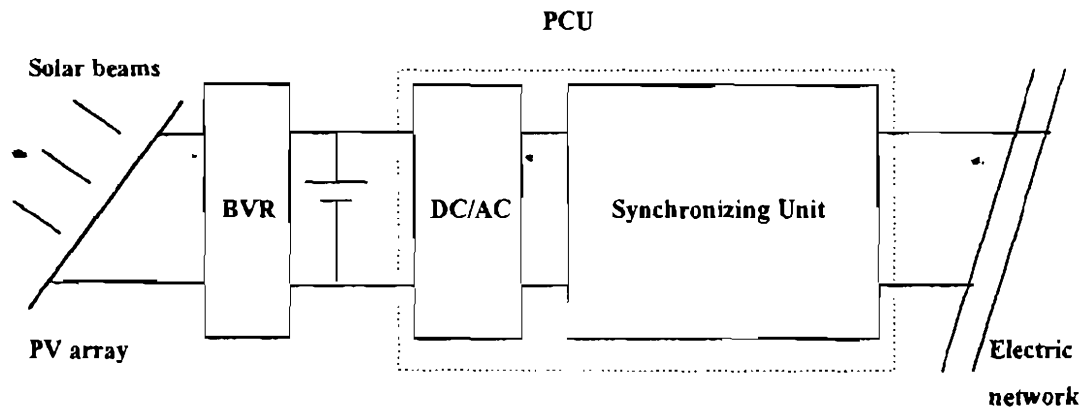 PCU
Solar beams
BVR
DC/AC
Synchronizing Unit
PV array
Electric
network